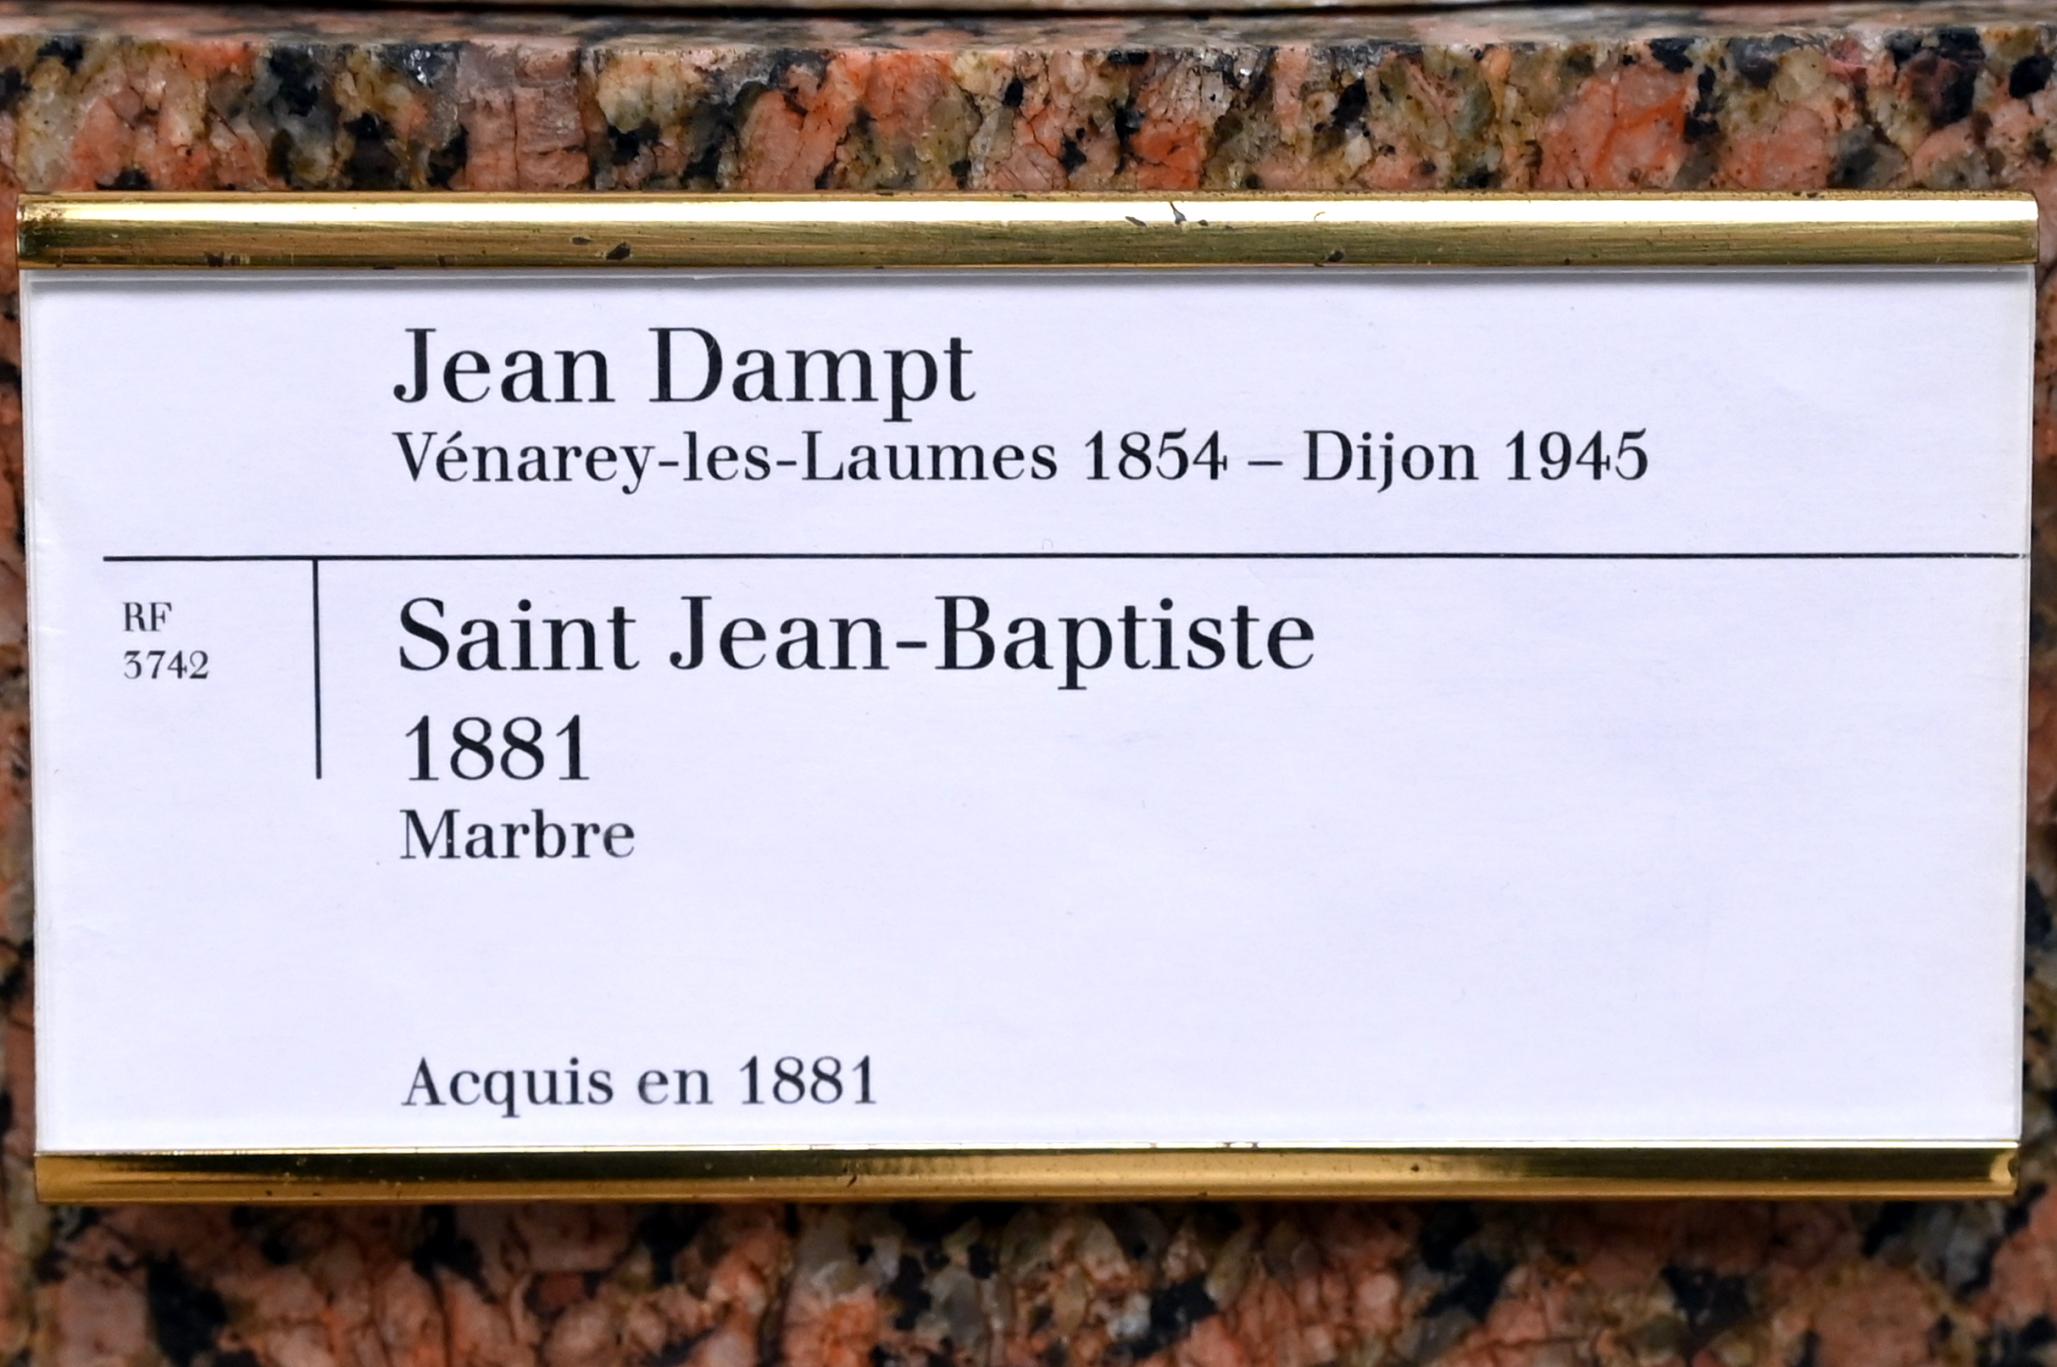 Jean Dampt
Vénarey-les-Laumes 1854 – Dijon 1945
RF
3742
Saint Jean-Baptiste
1881
Marbre
Acquis en 1881